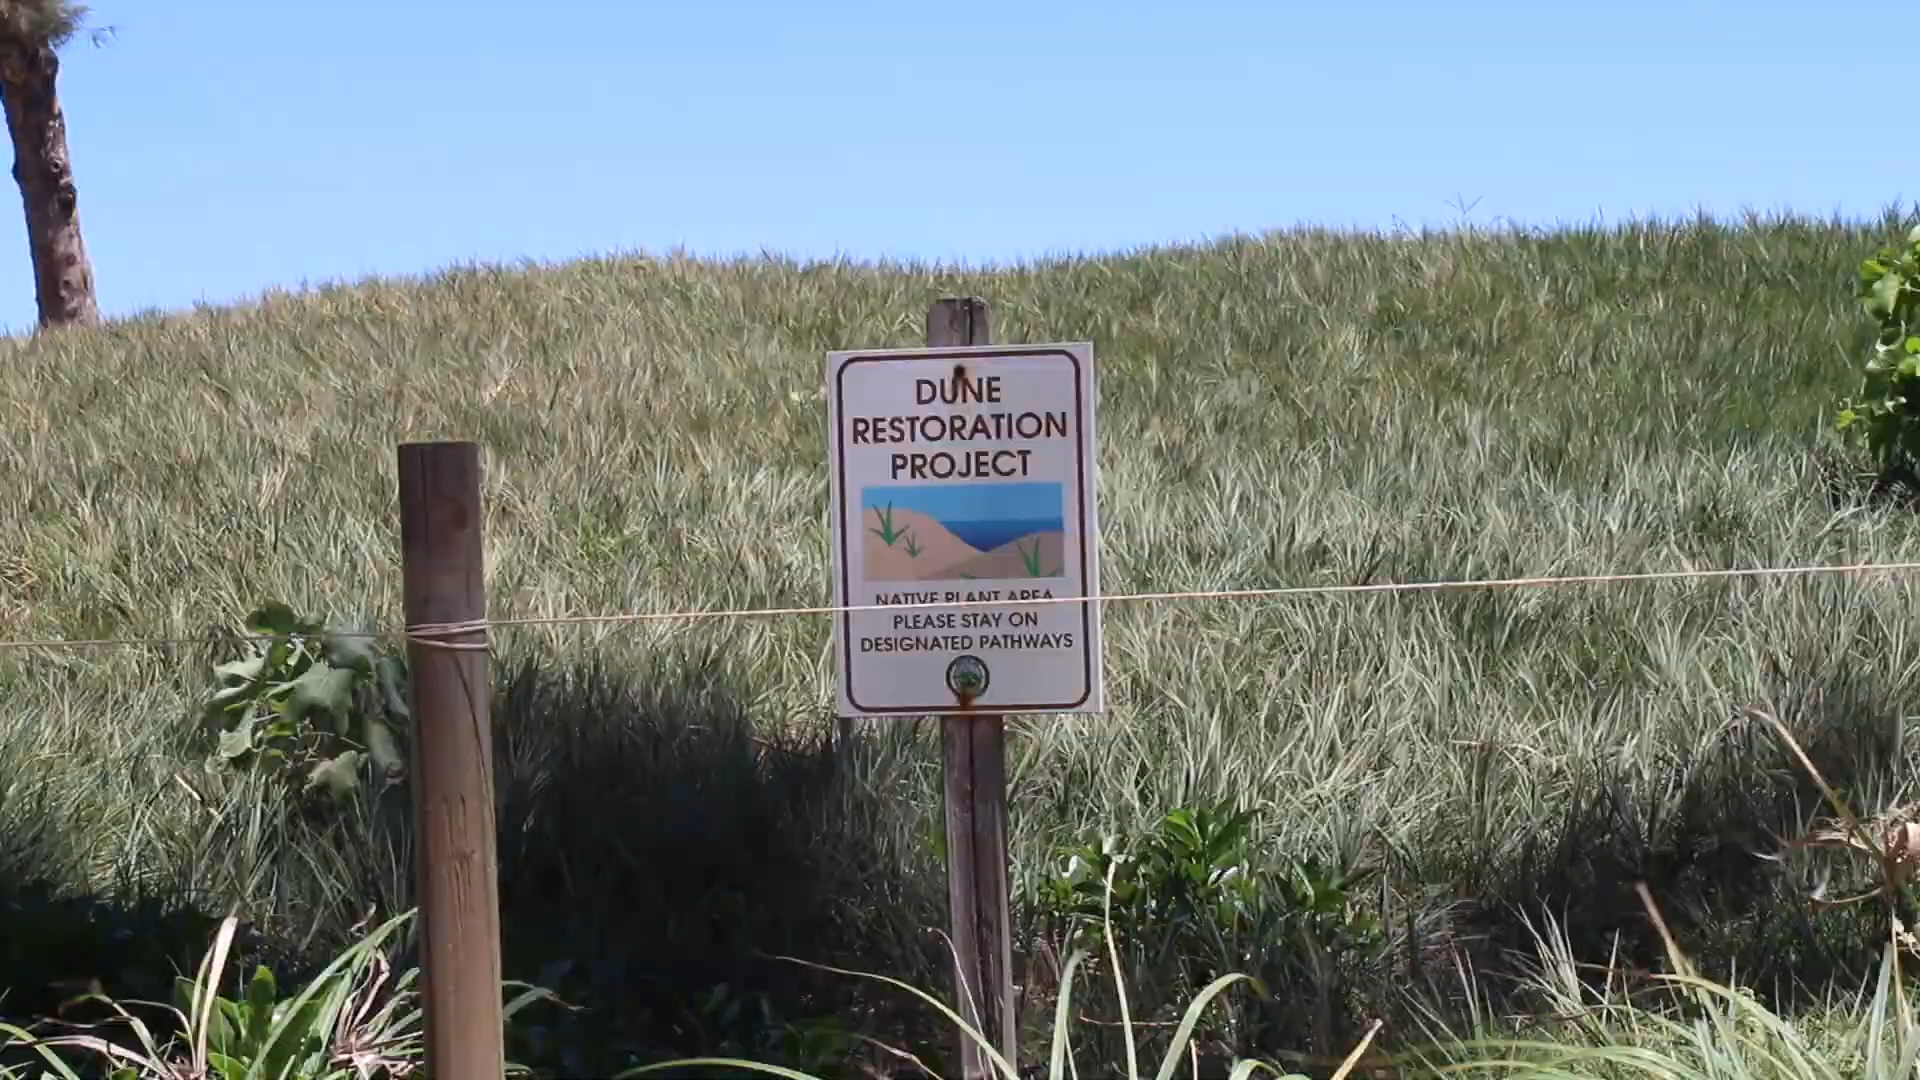 DUNE
RESTORATION
PROJECT
NATIVE PLANT AREA
PLEASE STAY ON
DESIGNATED PATHWAYS